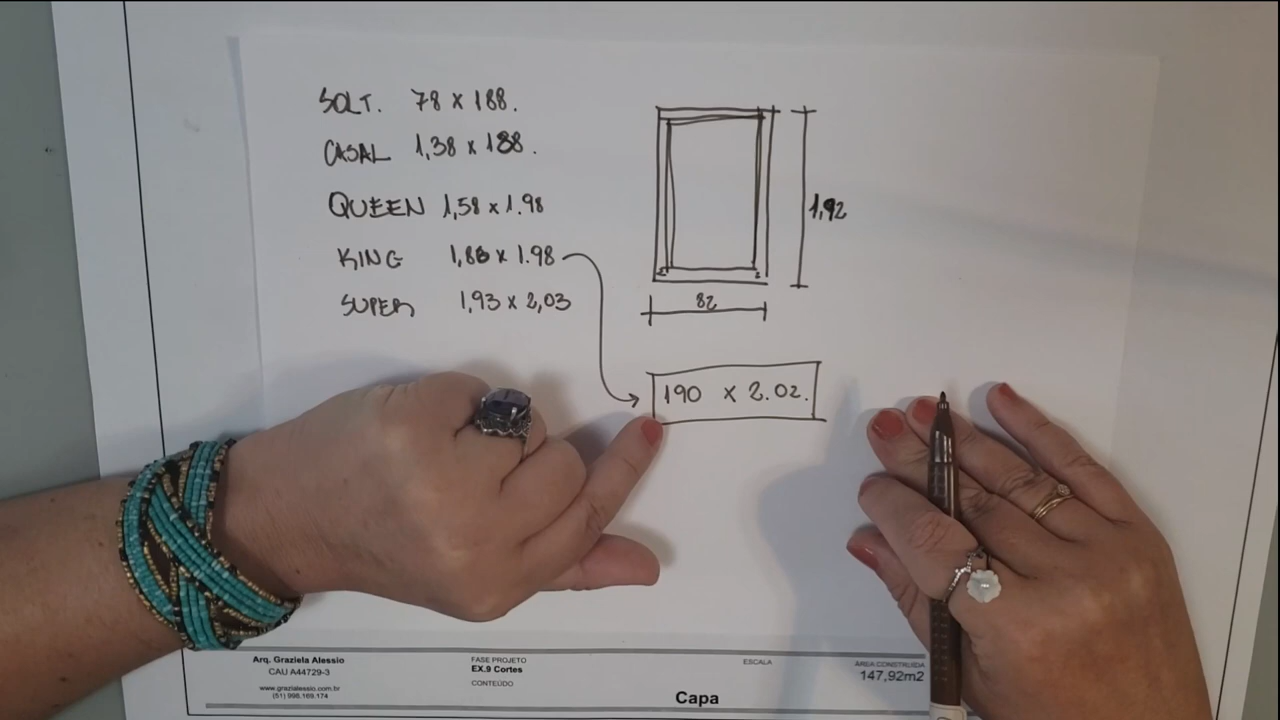 SOLT. 78 x 188.
CASAL 1,38 x 188.
QUEEN 1,58 x 1.98
KING 1,86 x 1.98
SUPER 1,93 x 2,03
1,92
82
190 x 2.02.
Arq. Graziela Alessio
CAU A44729-3
www.grazialessio.com.br
(51) 998.169.174
FASE PROJETO
EX.9 Cortes
CONTEÚDO
Capa
ESCALA
ÁREA CONSTRUÍDA
147,92m2